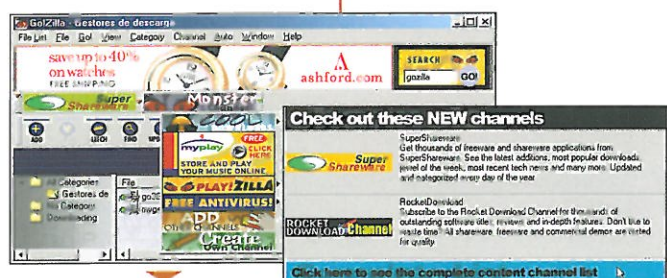 Go!Zilla - Gestores de descarga
File List File Go! View Category Channel Auto Window Help
save up to 40%
on watches
FREE SHIPPING
A
ashford.com
SEARCH
gozilla GO!
Super
Shareware
Monster
COOL
ADD
LEECH
FIND
myplay
FREE
CLICK
HERE
STORE AND PLAY
YOUR MUSIC ONLINE
PLAY!ZILLA
FREE ANTIVIRUS!
ADD
OTHER CHANNELS
Create
Own Channel
All Categories
Gestores de
No Category
Downloading
File
Check out these NEW channels
Super
Shareware
SuperShareware
Get thousands of freeware and shareware applications from
SuperShareware. See the latest additions, most popular downloads,
jewel of the week, most recent tech news and many more. Updated
and categorized every day of the year.
ROCKET
DOWNLOAD Channel
RocketDownload
Subscribe to the Rocket Download Channel for thousands of
outstanding software titles, reviews and in-depth features. Don't like to
waste time? All shareware, freeware and commercial demos are tested
for quality
Click here to see the complete content channel list